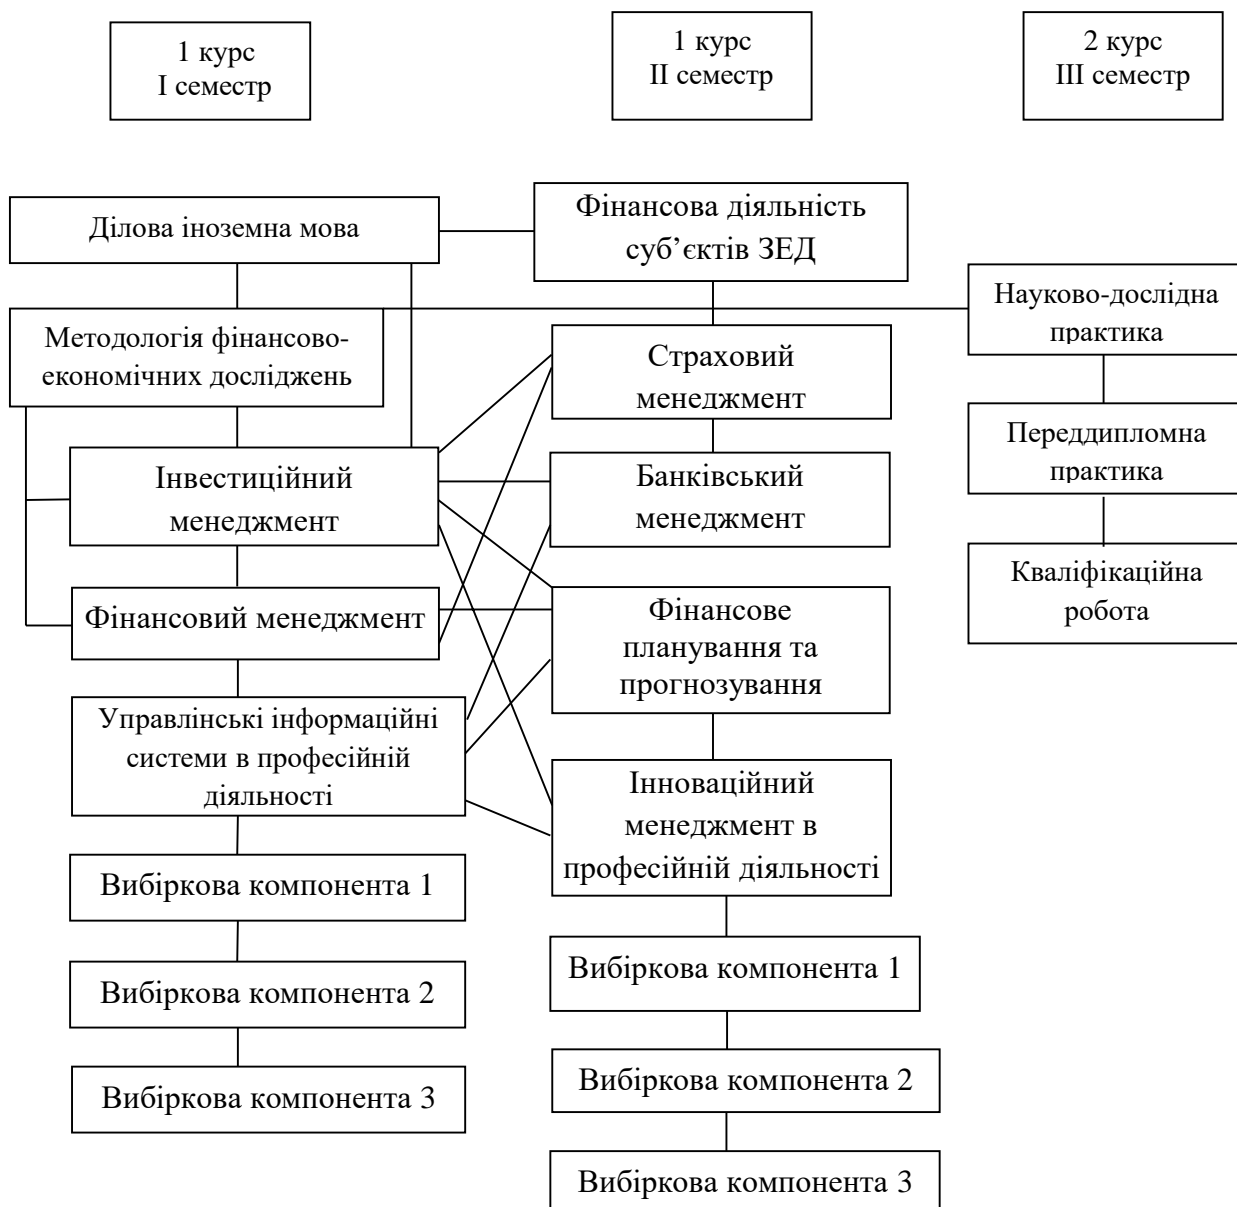 1 курс
І семестр
1 курс
ІІ семестр
2 курс
ІІІ семестр
Ділова іноземна мова
Методологія фінансово-
економічних досліджень
Інвестиційний
менеджмент
Фінансовий менеджмент
Управлінські інформаційні
системи в професійній
діяльності
Вибіркова компонента 1
Вибіркова компонента 2
Вибіркова компонента 3
Фінансова діяльність
суб’єктів ЗЕД
Страховий
менеджмент
Банківський
менеджмент
Фінансове
планування та
прогнозування
Інноваційний
менеджмент в
професійній діяльності
Вибіркова компонента 1
Вибіркова компонента 2
Вибіркова компонента 3
Науково-дослідна
практика
Переддипломна
практика
Кваліфікаційна
робота